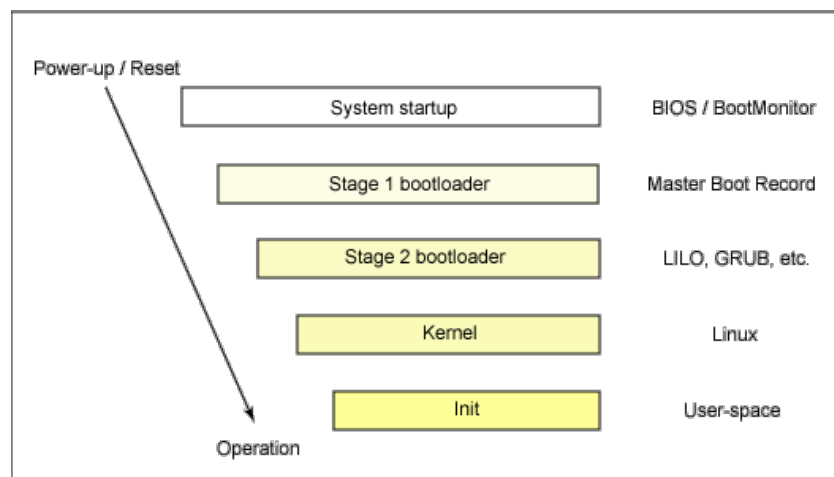 Power-up / Reset
System startup
BIOS / BootMonitor
Stage 1 bootloader
Master Boot Record
Stage 2 bootloader
LILO, GRUB, etc.
Kernel
Linux
Init
User-space
Operation